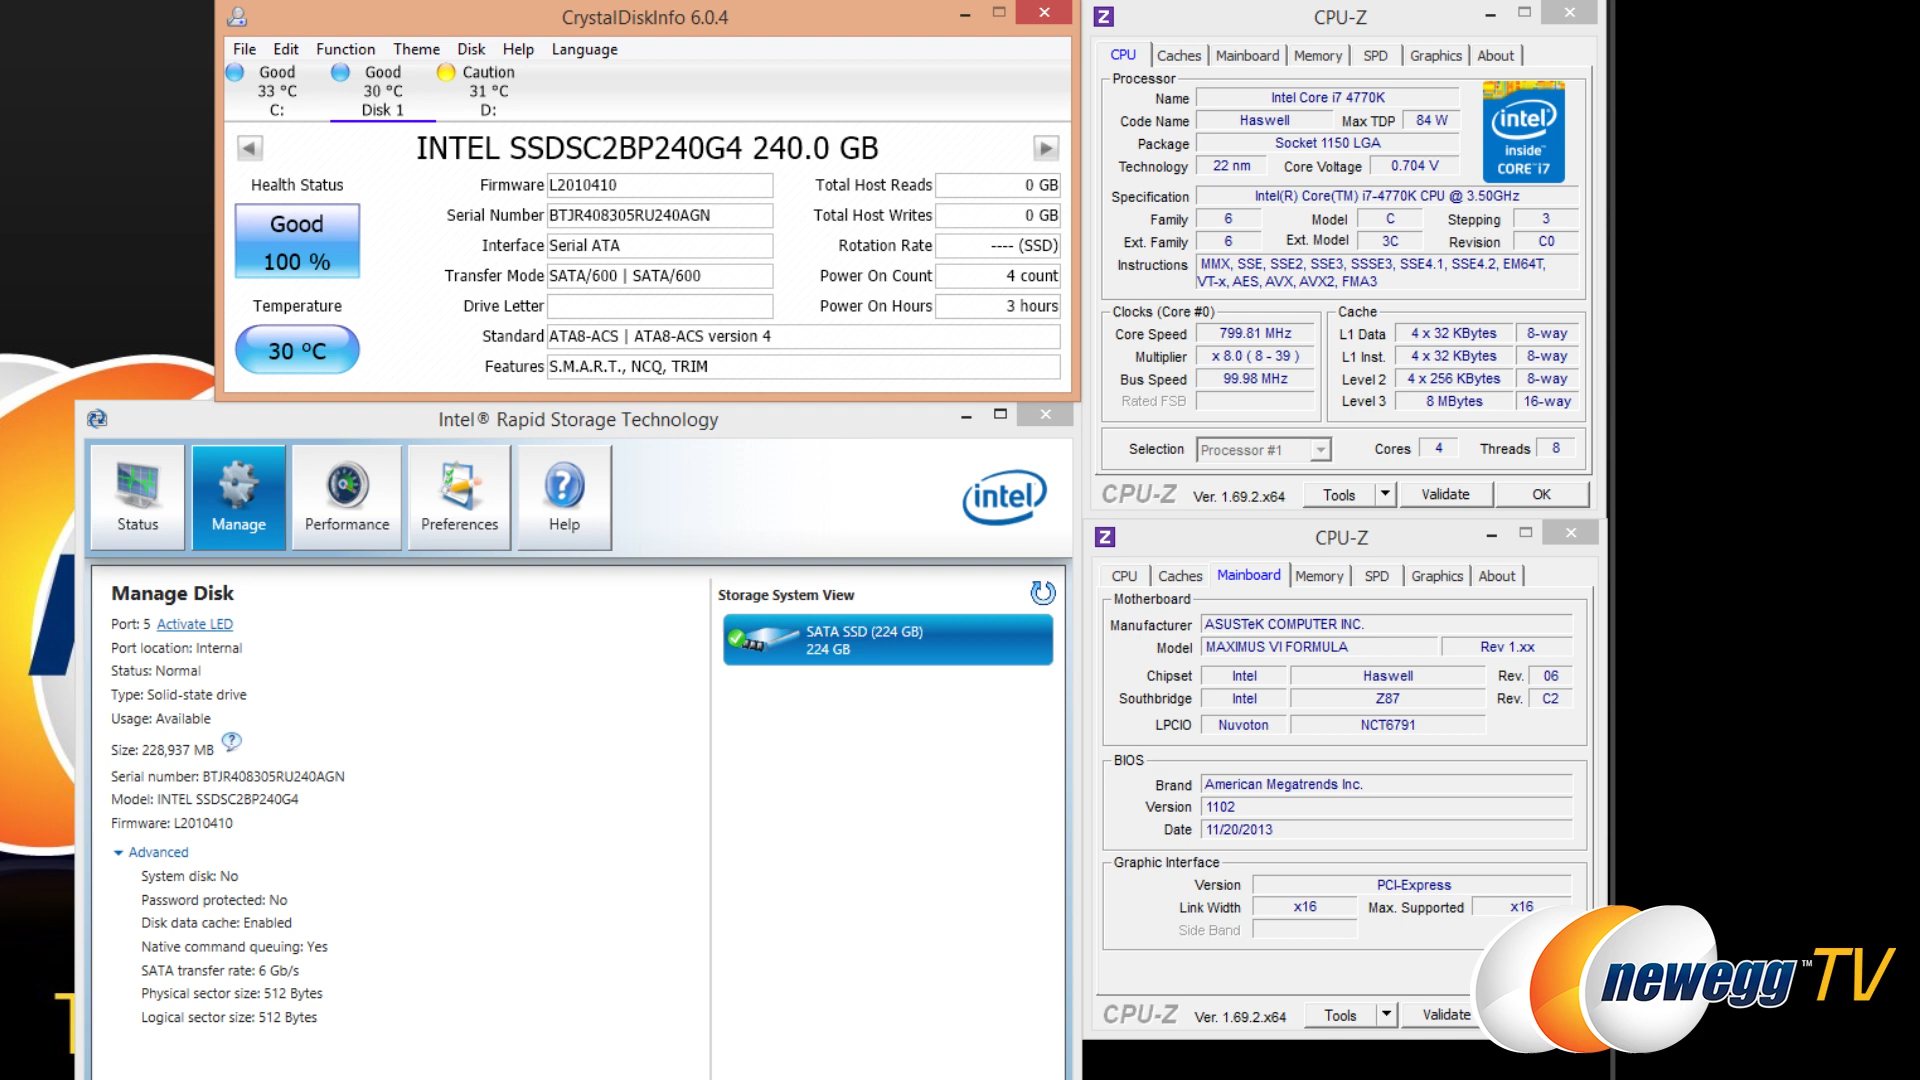 CrystalDiskInfo 6.0.4
File Edit Function Theme Disk Help Language
Good Good Caution
33 °C 30 °C 31 °C
C: Disk 1 D:
INTEL SSDSC2BP240G4 240.0 GB
Health Status
Good
100 %
Temperature
30 °C
Firmware L2010410
Serial Number BTJR408305RU240AGN
Interface Serial ATA
Transfer Mode SATA/600 | SATA/600
Drive Letter
Standard ATA8-ACS | ATA8-ACS version 4
Features S.M.A.R.T., NCQ, TRIM
Total Host Reads 0 GB
Total Host Writes 0 GB
Rotation Rate ---- (SSD)
Power On Count 4 count
Power On Hours 3 hours
Intel® Rapid Storage Technology
Status Manage Performance Preferences Help
intel
Manage Disk
Port: 5 Activate LED
Port location: Internal
Status: Normal
Type: Solid-state drive
Usage: Available
Size: 228,937 MB ?
Serial number: BTJR408305RU240AGN
Model: INTEL SSDSC2BP240G4
Firmware: L2010410
Advanced
System disk: No
Password protected: No
Disk data cache: Enabled
Native command queuing: Yes
SATA transfer rate: 6 Gb/s
Physical sector size: 512 Bytes
Logical sector size: 512 Bytes
Storage System View
SATA SSD (224 GB)
224 GB
CPU-Z
CPU Caches Mainboard Memory SPD Graphics About
Processor
Name Intel Core i7 4770K
Code Name Haswell Max TDP 84 W
Package Socket 1150 LGA
Technology 22 nm Core Voltage 0.704 V
intel
inside™
CORE™i7
Specification Intel(R) Core(TM) i7-4770K CPU @ 3.50GHz
Family 6 Model C Stepping 3
Ext. Family 6 Ext. Model 3C Revision C0
Instructions MMX, SSE, SSE2, SSE3, SSSE3, SSE4.1, SSE4.2, EM64T,
VT-x, AES, AVX, AVX2, FMA3
Clocks (Core #0)
Core Speed 799.81 MHz
Multiplier x 8.0 ( 8 - 39 )
Bus Speed 99.98 MHz
Rated FSB
Cache
L1 Data 4 x 32 KBytes 8-way
L1 Inst. 4 x 32 KBytes 8-way
Level 2 4 x 256 KBytes 8-way
Level 3 8 MBytes 16-way
Selection Processor #1 Cores 4 Threads 8
CPU-Z Ver. 1.69.2.x64 Tools Validate OK
CPU-Z
CPU Caches Mainboard Memory SPD Graphics About
Motherboard
Manufacturer ASUSTeK COMPUTER INC.
Model MAXIMUS VI FORMULA Rev 1.xx
Chipset Intel Haswell Rev. 06
Southbridge Intel Z87 Rev. C2
LPCIO Nuvoton NCT6791
BIOS
Brand American Megatrends Inc.
Version 1102
Date 11/20/2013
Graphic Interface
Version PCI-Express
Link Width x16 Max. Supported x16
Side Band
CPU-Z Ver. 1.69.2.x64 Tools Validate
newegg™TV